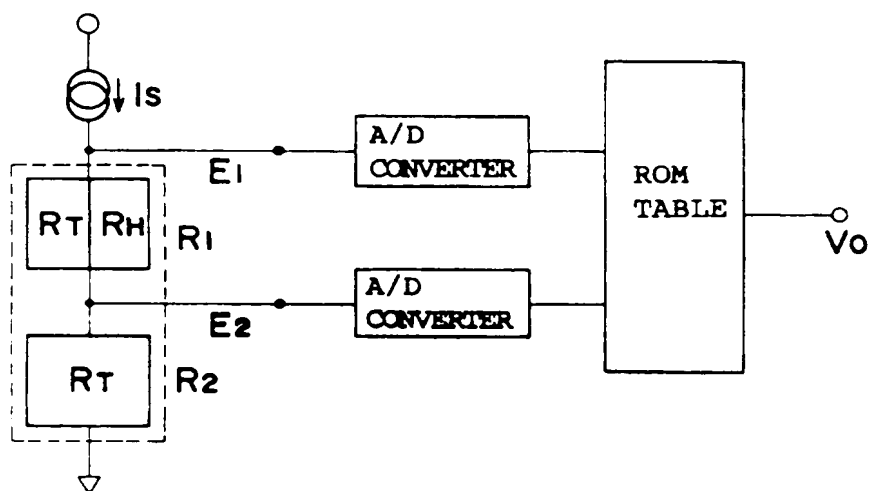 Is
E1
A/D
CONVERTER
RT RH
R1
ROM
TABLE
Vo
E2
A/D
CONVERTER
RT
R2